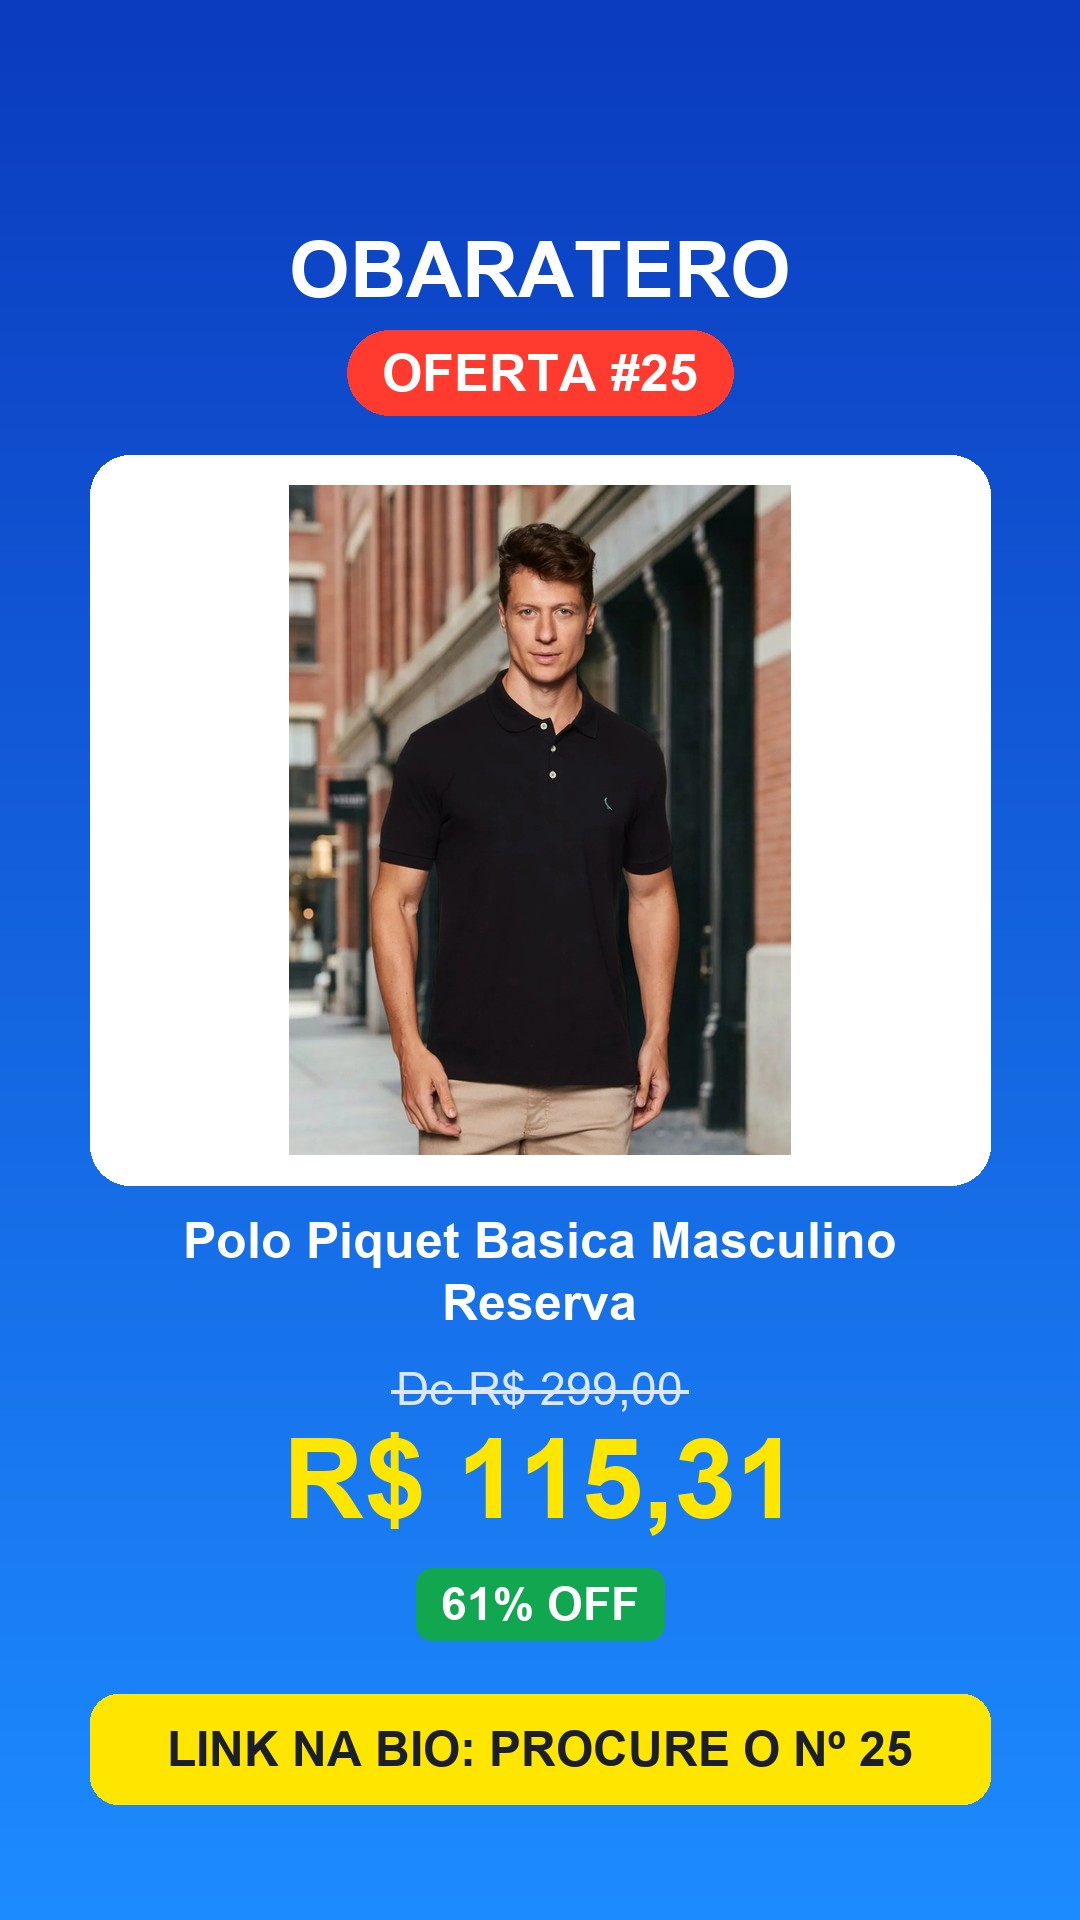 OBARATERO
OFERTA #25
Polo Piquet Basica Masculino
Reserva
De R$ 299,00
R$ 115,31
61% OFF
LINK NA BIO: PROCURE O Nº 25